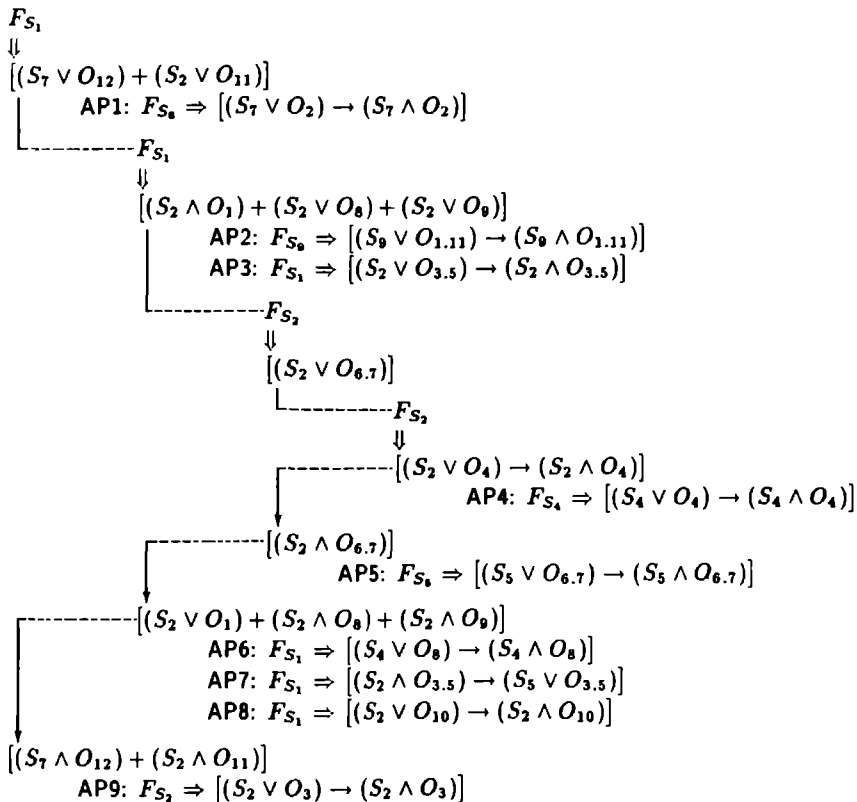 F_{S_1}
⇓
[(S_7 ∨ O_{12}) + (S_2 ∨ O_{11})]
AP1: F_S ⇒ [(S_7 ∨ O_2) → (S_7 ∧ O_2)]
F_{S_1}
⇓
[(S_2 ∧ O_1) + (S_2 ∨ O_8) + (S_2 ∨ O_9)]
AP2: F_{S_9} ⇒ [(S_9 ∨ O_{1.11}) → (S_9 ∧ O_{1.11})]
AP3: F_{S_1} ⇒ [(S_2 ∨ O_{3.5}) → (S_2 ∧ O_{3.5})]
F_{S_2}
⇓
[(S_2 ∨ O_{6.7})]
F_{S_2}
⇓
[(S_2 ∨ O_4) → (S_2 ∧ O_4)]
AP4: F_{S_4} ⇒ [(S_4 ∨ O_4) → (S_4 ∧ O_4)]
[(S_2 ∧ O_{6.7})]
AP5: F_S ⇒ [(S_5 ∨ O_{6.7}) → (S_5 ∧ O_{6.7})]
[(S_2 ∨ O_1) + (S_2 ∧ O_8) + (S_2 ∧ O_9)]
AP6: F_{S_1} ⇒ [(S_4 ∨ O_8) → (S_4 ∧ O_8)]
AP7: F_{S_1} ⇒ [(S_2 ∧ O_{3.5}) → (S_5 ∨ O_{3.5})]
AP8: F_{S_1} ⇒ [(S_2 ∨ O_{10}) → (S_2 ∧ O_{10})]
[(S_7 ∧ O_{12}) + (S_2 ∧ O_{11})]
AP9: F_{S_2} ⇒ [(S_2 ∨ O_3) → (S_2 ∧ O_3)]